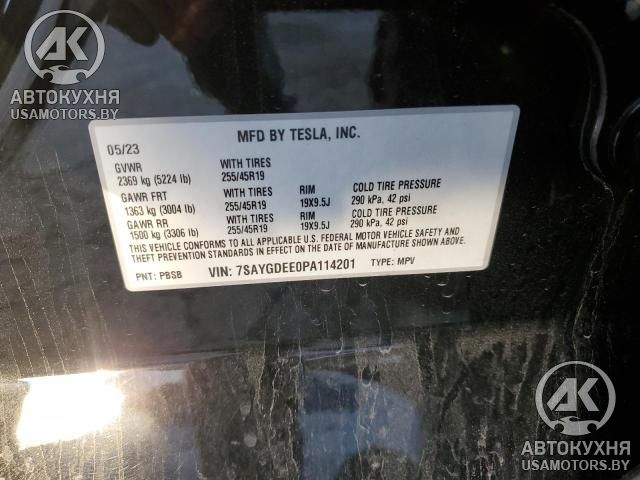 AK
АВТОКУХНЯ
USAMOTORS.BY
05/23
MFD BY TESLA, INC.
GVWR
2369 kg (5224 lb)
WITH TIRES
255/45R19
GAWR FRT
1363 kg (3004 lb)
WITH TIRES
255/45R19
RIM
19X9.5J
COLD TIRE PRESSURE
290 kPa, 42 psi
GAWR RR
1500 kg (3306 lb)
WITH TIRES
255/45R19
RIM
19X9.5J
COLD TIRE PRESSURE
290 kPa, 42 psi
THIS VEHICLE CONFORMS TO ALL APPLICABLE U.S. FEDERAL MOTOR VEHICLE SAFETY AND
THEFT PREVENTION STANDARDS IN EFFECT ON THE DATE OF MANUFACTURE SHOWN ABOVE.
PNT: PBSB
VIN: 7SAYGDEE0PA114201
TYPE: MPV
AK
АВТОКУХНЯ
USAMOTORS.BY